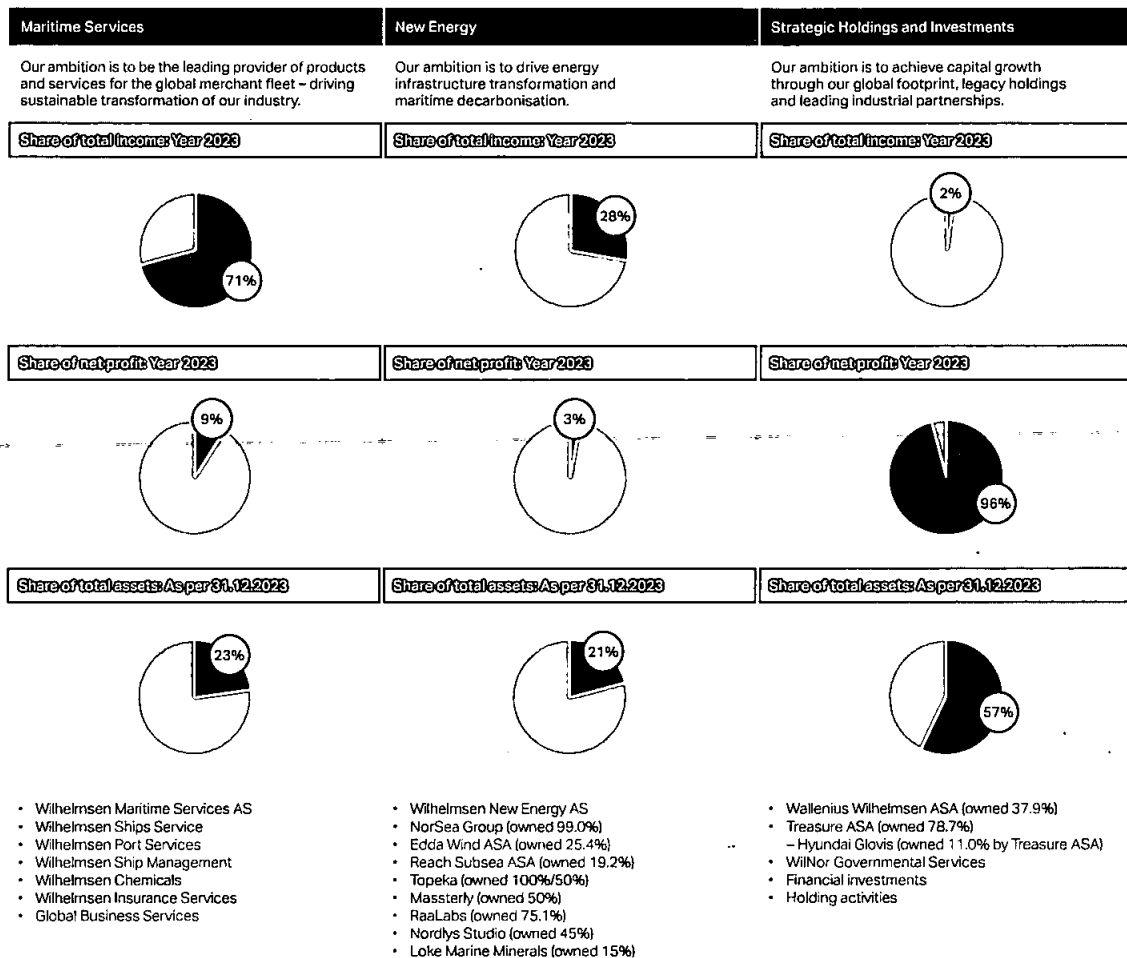 Maritime Services
Our ambition is to be the leading provider of products
and services for the global merchant fleet – driving
sustainable transformation of our industry.
Share of total income: Year 2023
71%
Share of net profit: Year 2023
9%
Share of total assets: As per 31.12.2023
23%
• Wilhelmsen Maritime Services AS
• Wilhelmsen Ships Service
• Wilhelmsen Port Services
• Wilhelmsen Ship Management
• Wilhelmsen Chemicals
• Wilhelmsen Insurance Services
• Global Business Services
New Energy
Our ambition is to drive energy
infrastructure transformation and
maritime decarbonisation.
Share of total income: Year 2023
28%
Share of net profit: Year 2023
3%
Share of total assets: As per 31.12.2023
21%
• Wilhelmsen New Energy AS
• NorSea Group (owned 99.0%)
• Edda Wind ASA (owned 25.4%)
• Reach Subsea ASA (owned 19.2%)
• Topeka (owned 100%/50%)
• Massterly (owned 50%)
• RaaLabs (owned 75.1%)
• Nordlys Studio (owned 45%)
• Loke Marine Minerals (owned 15%)
Strategic Holdings and Investments
Our ambition is to achieve capital growth
through our global footprint, legacy holdings
and leading industrial partnerships.
Share of total income: Year 2023
2%
Share of net profit: Year 2023
96%
Share of total assets: As per 31.12.2023
57%
• Wallenius Wilhelmsen ASA (owned 37.9%)
• Treasure ASA (owned 78.7%)
– Hyundai Glovis (owned 11.0% by Treasure ASA)
• WilNor Governmental Services
• Financial investments
• Holding activities